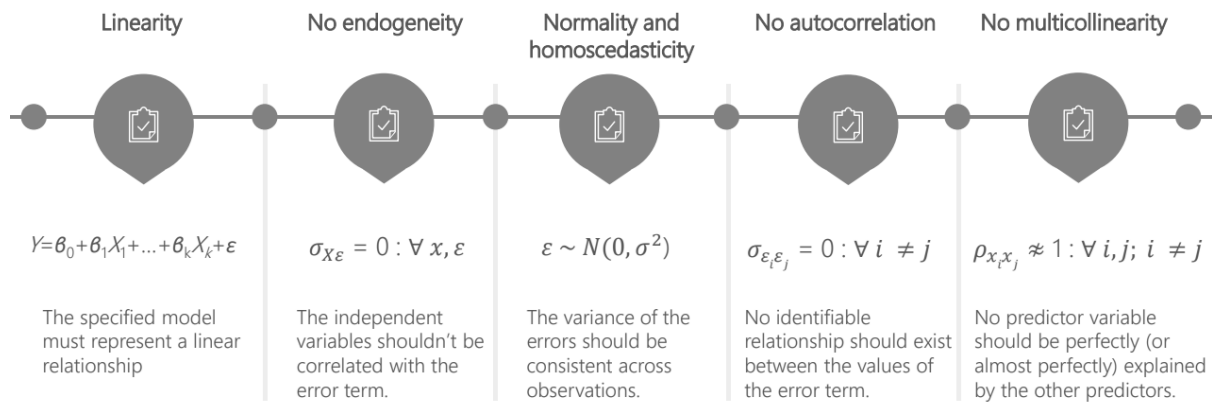 Linearity
No endogeneity
Normality and
homoscedasticity
No autocorrelation
No multicollinearity
Y=β₀+β₁X₁+...+βₖXₖ+ε
σ_Xε = 0 : ∀ x, ε
ε ~ N(0, σ²)
σ_εᵢεⱼ = 0 : ∀ i ≠ j
ρ_xᵢxⱼ ≉ 1 : ∀ i, j; i ≠ j
The specified model
must represent a linear
relationship
The independent
variables shouldn't be
correlated with the
error term.
The variance of the
errors should be
consistent across
observations.
No identifiable
relationship should exist
between the values of
the error term.
No predictor variable
should be perfectly (or
almost perfectly) explained
by the other predictors.